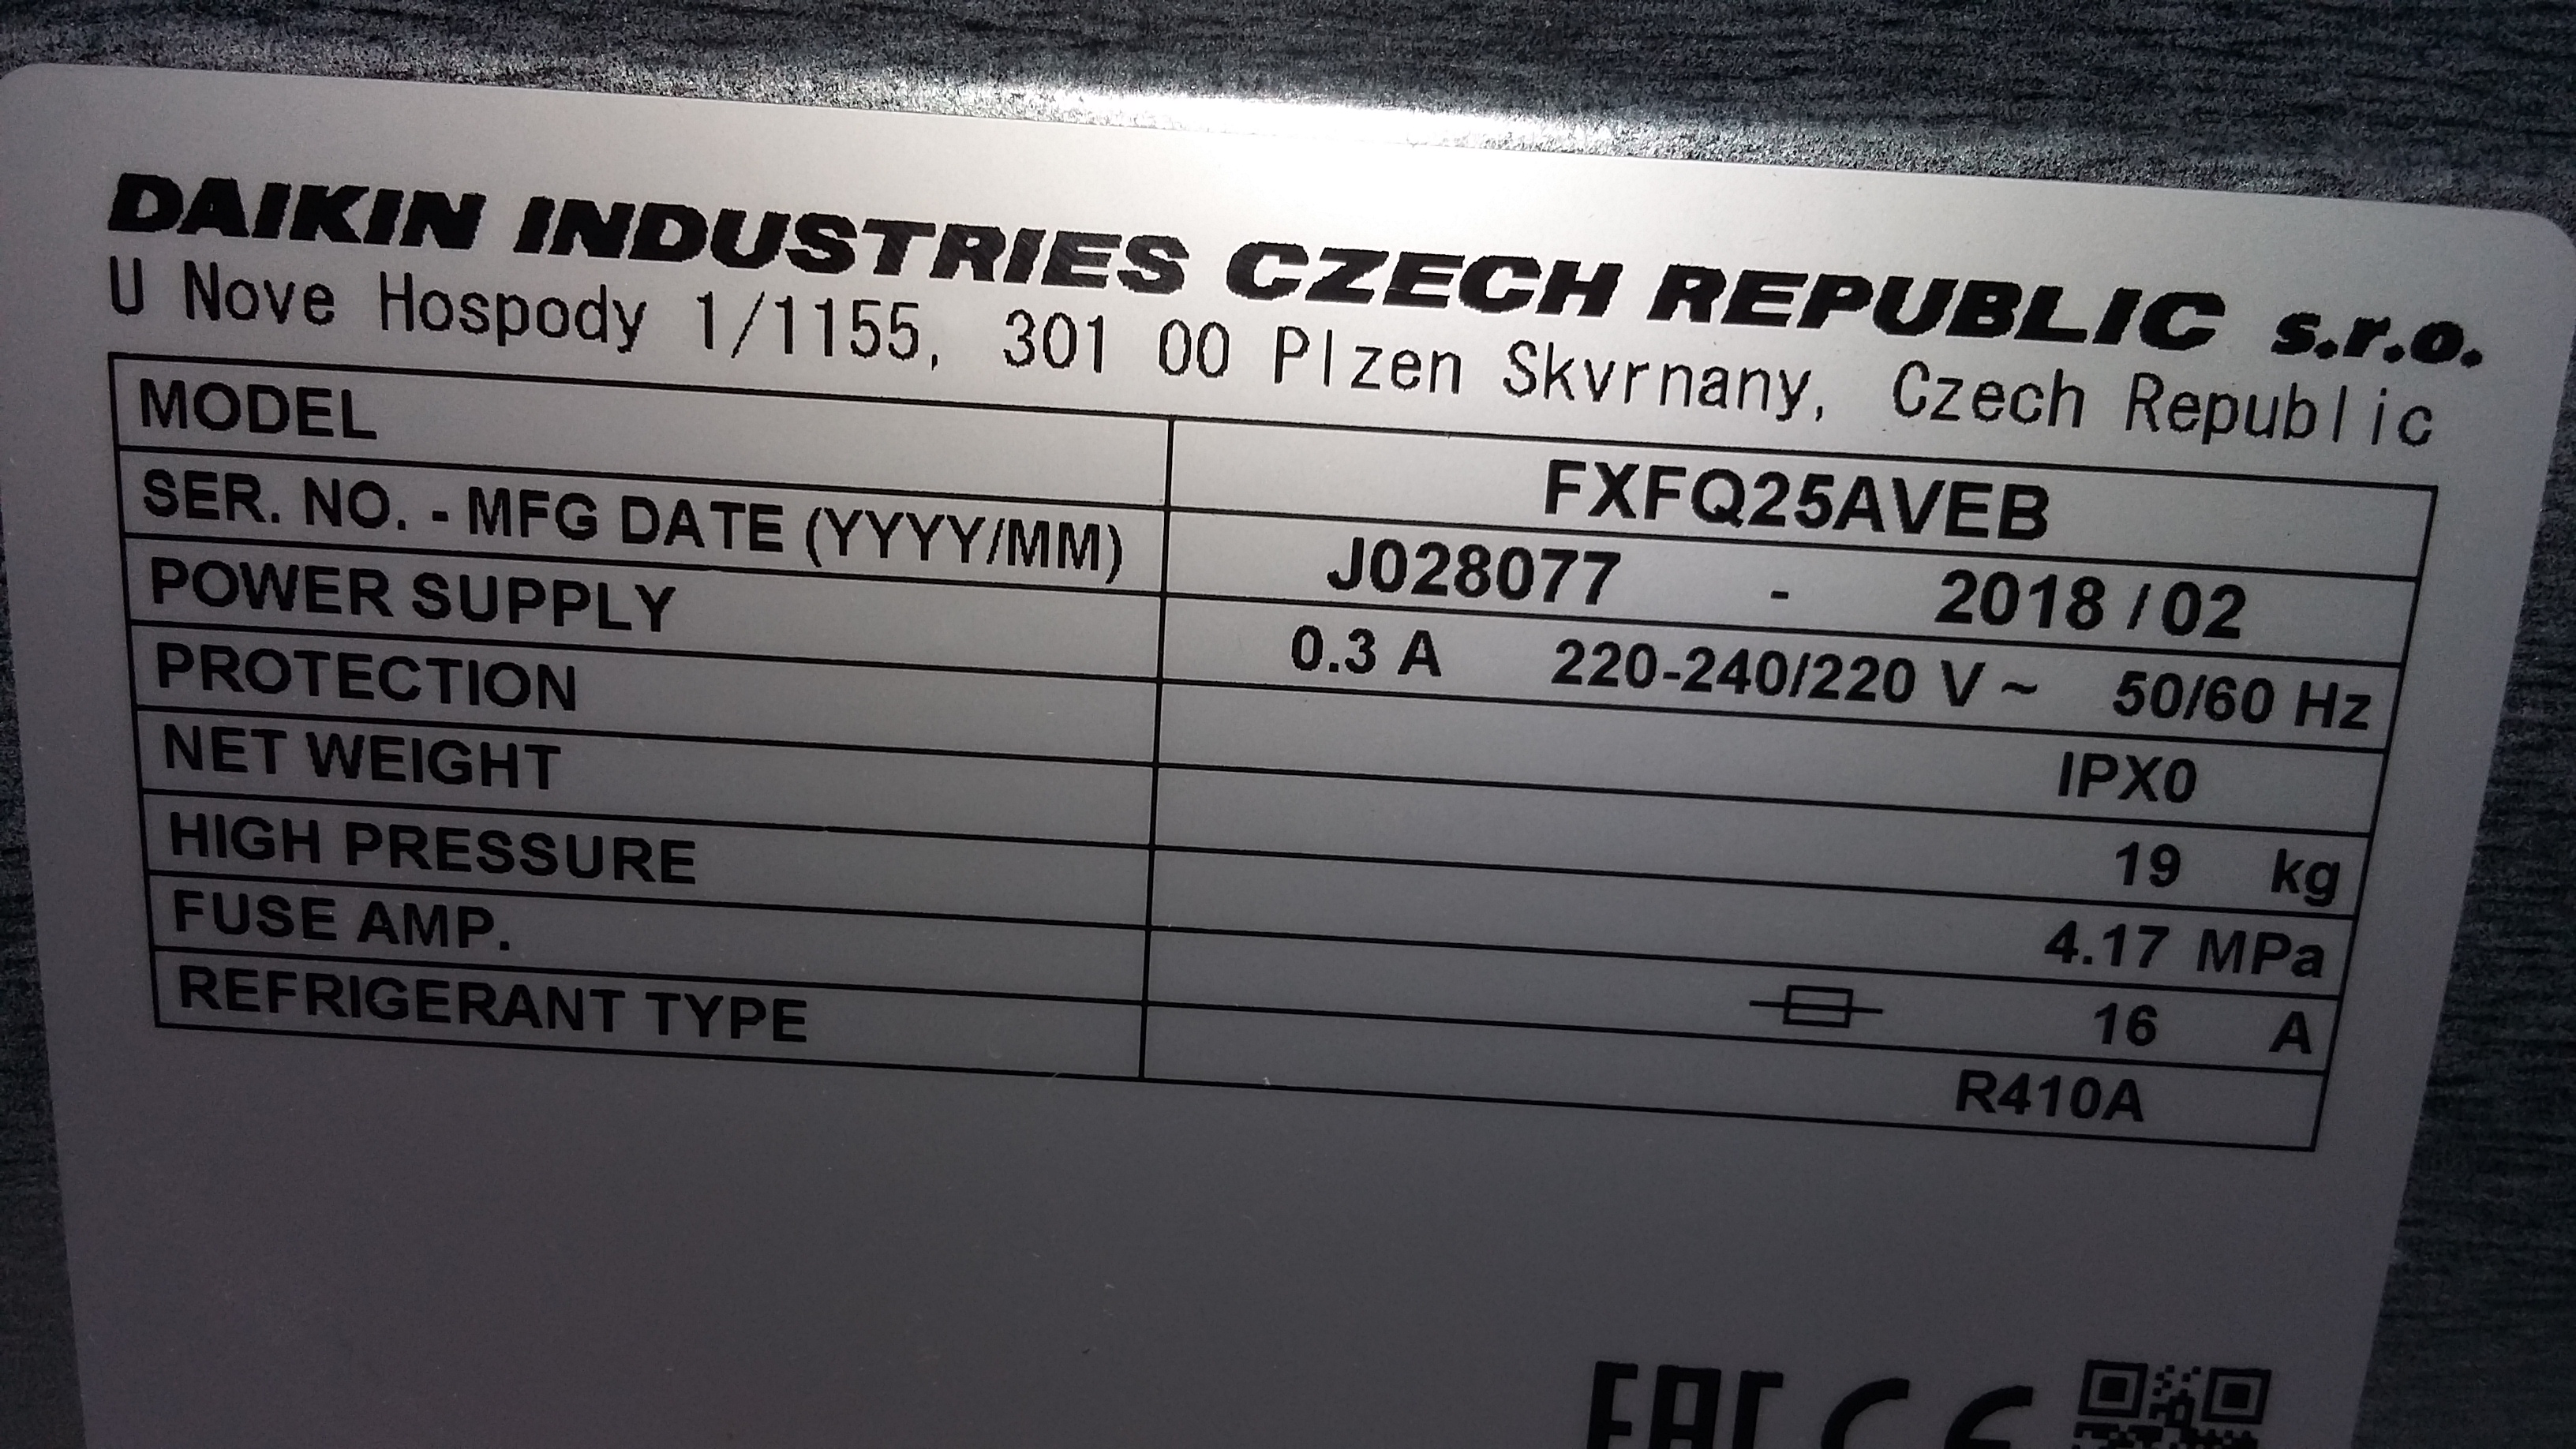 DAIKIN INDUSTRIES CZECH REPUBLIC s.r.o.
U Nove Hospody 1/1155, 301 00 Plzen Skvrnany, Czech Republic
MODEL FXFQ25AVEB
SER. NO. - MFG DATE (YYYY/MM) J028077 - 2018 / 02
POWER SUPPLY 0.3 A 220-240/220 V ~ 50/60 Hz
PROTECTION IPX0
NET WEIGHT 19 kg
HIGH PRESSURE 4.17 MPa
FUSE AMP. 16 A
REFRIGERANT TYPE R410A
EAC CE